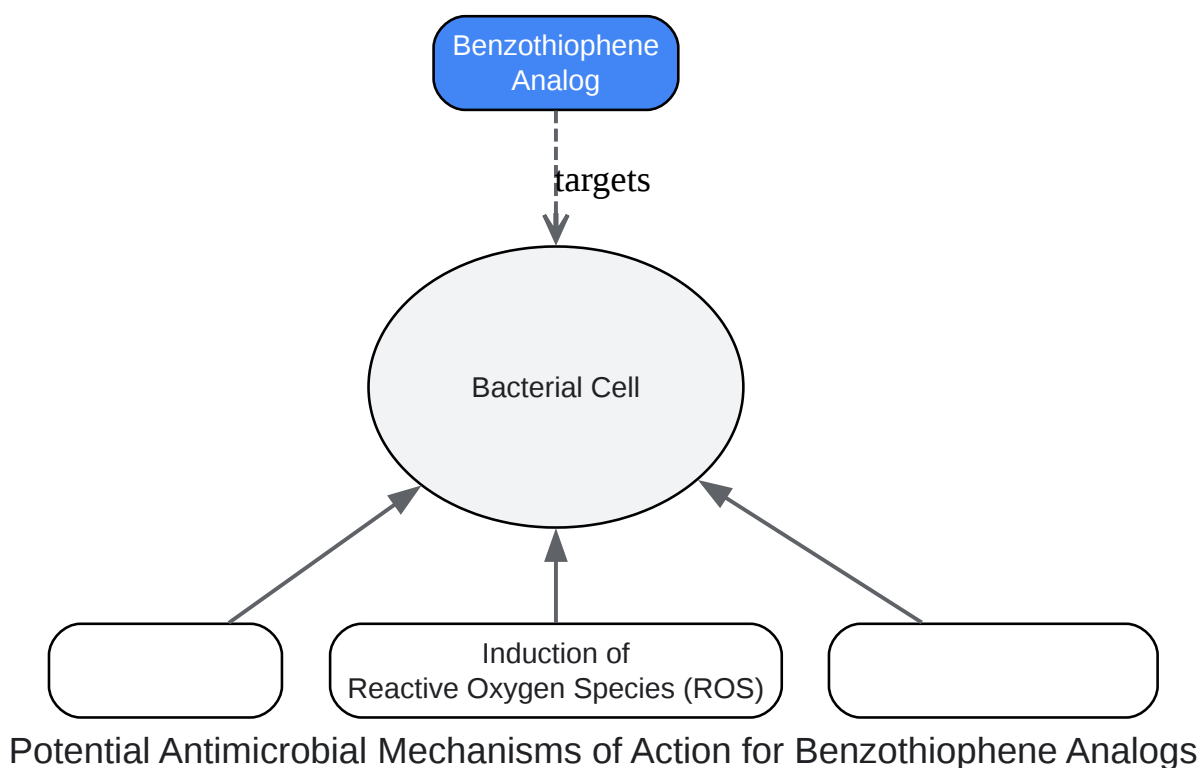 Benzothiophene
Analog
targets
Bacterial Cell
Induction of
Reactive Oxygen Species (ROS)
Potential Antimicrobial Mechanisms of Action for Benzothiophene Analogs